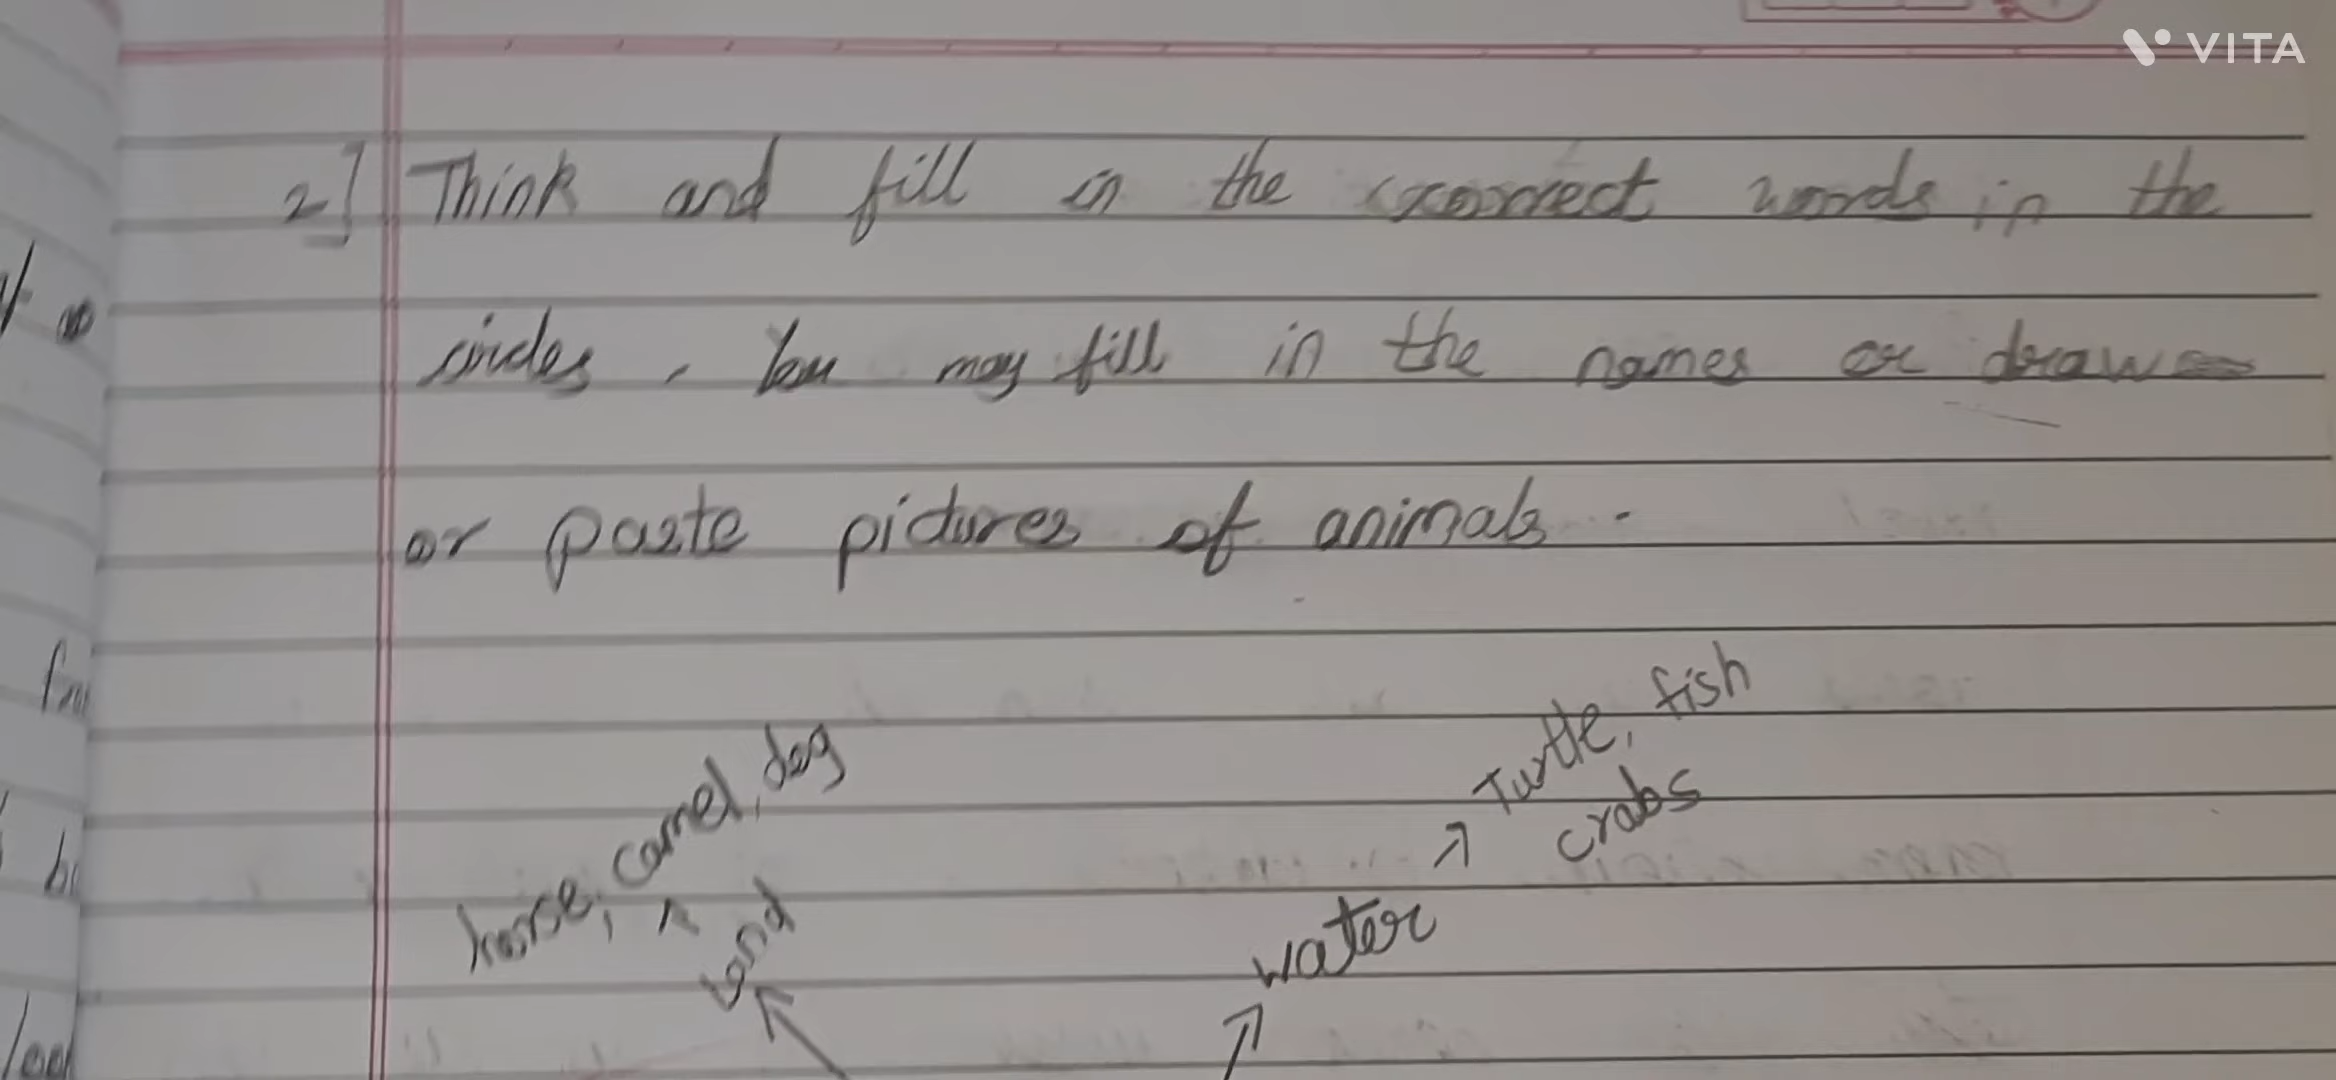 VITA
2] Think and fill in the correct words in the
circles. You may fill in the names or draw
or paste pictures of animals.
horse, camel, dog
Land
Turtle, fish
crabs
water